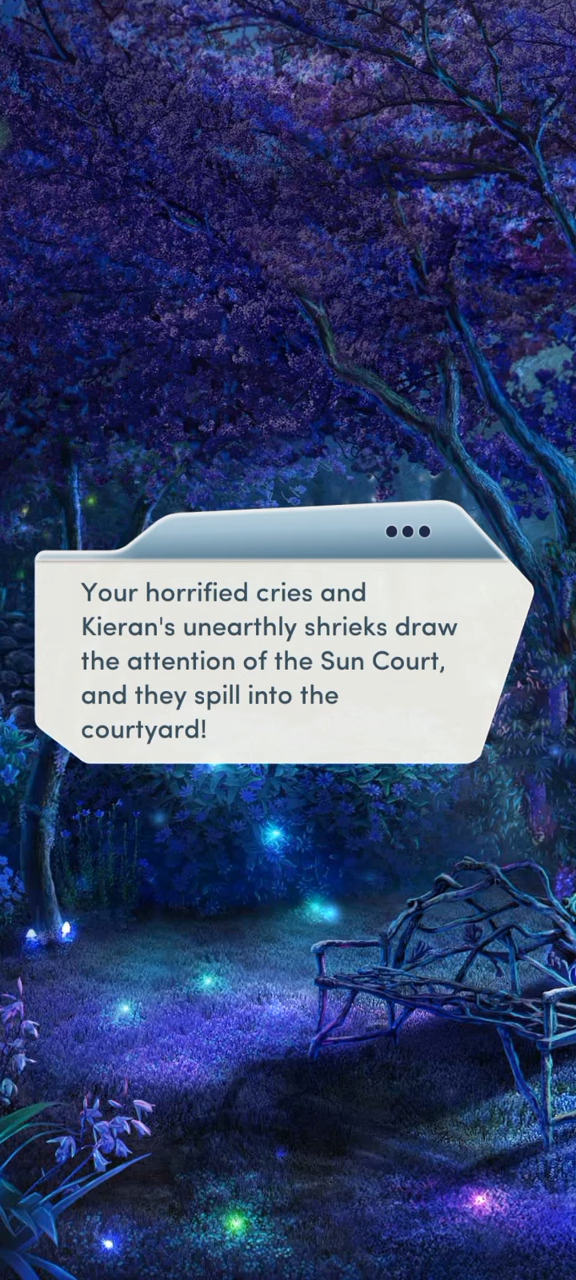 Your horrified cries and
Kieran's unearthly shrieks draw
the attention of the Sun Court,
and they spill into the
courtyard!